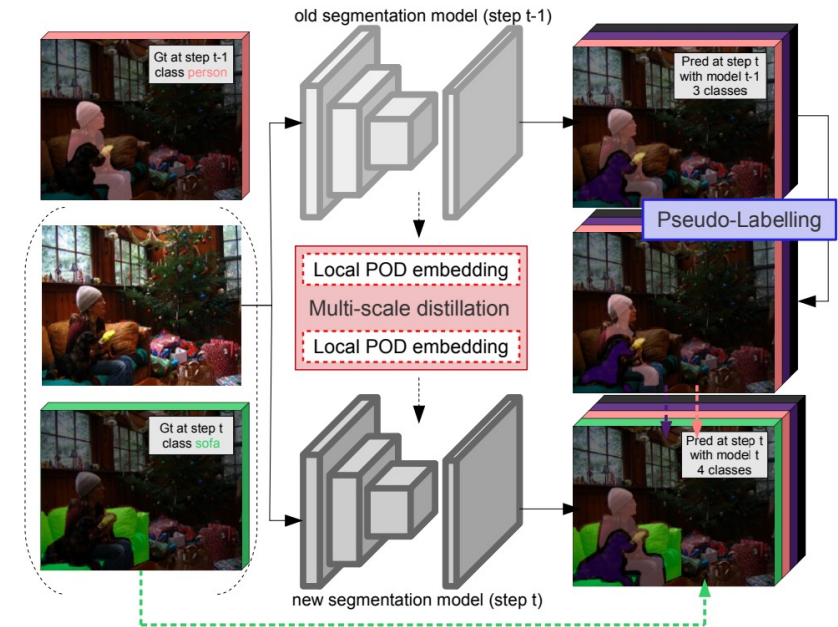 old segmentation model (step t-1)
Gt at step t-1
class person
Pred at step t
with model t-1
3 classes
Pseudo-Labelling
Local POD embedding
Multi-scale distillation
Local POD embedding
Gt at step t
class sofa
Pred at step t
with model t
4 classes
new segmentation model (step t)